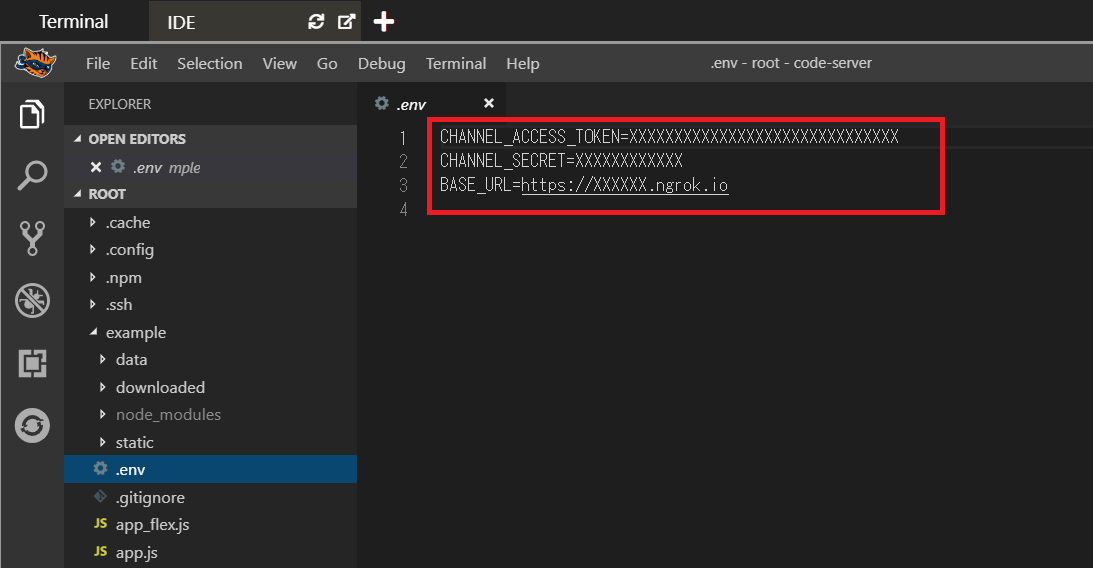 Terminal
IDE
File Edit Selection View Go Debug Terminal Help
.env - root - code-server
EXPLORER
OPEN EDITORS
.env mple
ROOT
.cache
.config
.npm
.ssh
example
data
downloaded
node_modules
static
.env
.gitignore
JS app_flex.js
JS app.js
.env
1 CHANNEL_ACCESS_TOKEN=XXXXXXXXXXXXXXXXXXXXXXXXXXXXXX
2 CHANNEL_SECRET=XXXXXXXXXXXX
3 BASE_URL=https://XXXXXX.ngrok.io
4